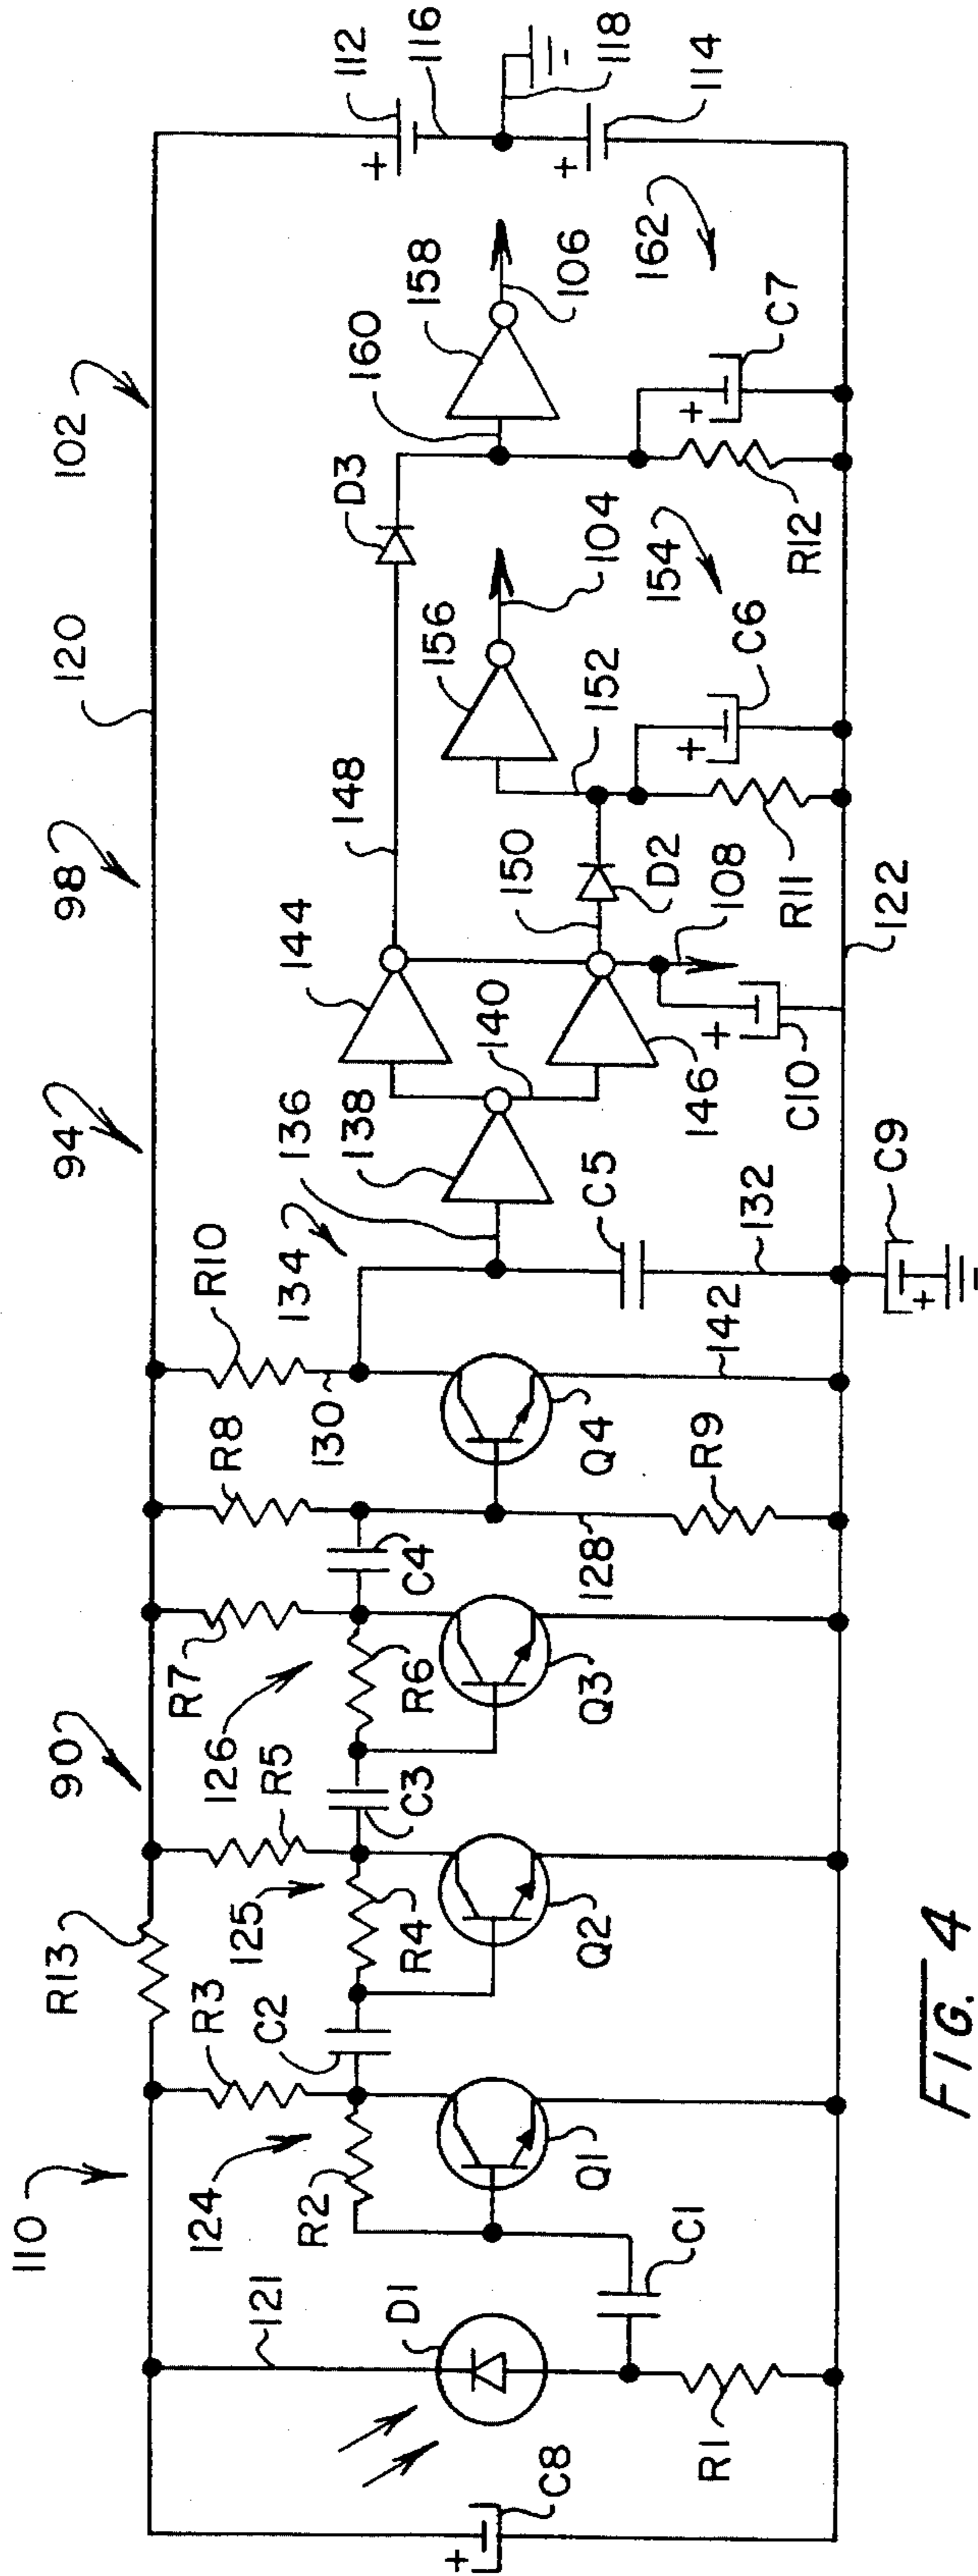 110
90
94
98
120
102
R13
R3
R5
R7
R8
R10
112
116
118
114
121
124
R2
C2
125
R4
126
C3
R6
C4
130
134
136
138
144
148
D3
160
158
D1
C1
Q1
Q2
Q3
128
Q4
R9
142
C5
132
140
146
150
D2
108
152
156
104
106
154
162
C8
R1
C9
C10
R11
C6
R12
C7
122
+
+
+
+
+
+
+
FIG. 4